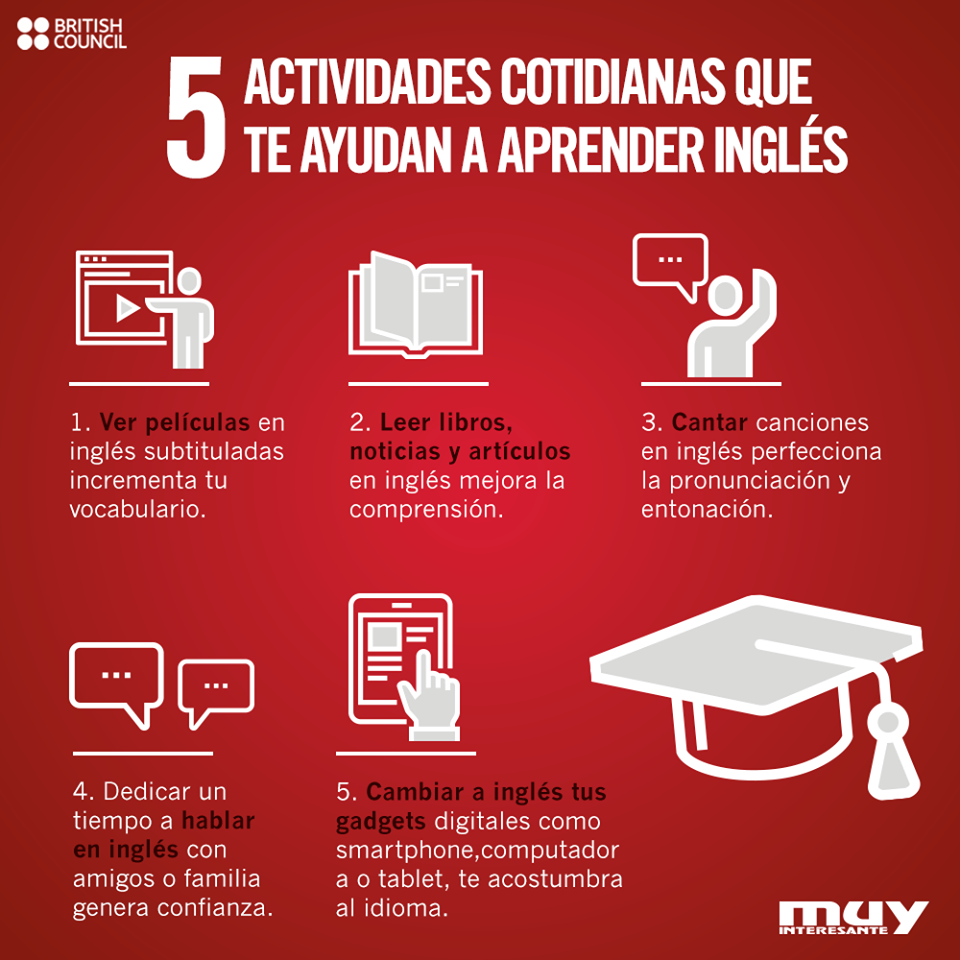 BRITISH
COUNCIL
5 ACTIVIDADES COTIDIANAS QUE
TE AYUDAN A APRENDER INGLÉS
1. Ver películas en
inglés subtituladas
incrementa tu
vocabulario.
2. Leer libros,
noticias y artículos
en inglés mejora la
comprensión.
3. Cantar canciones
en inglés perfecciona
la pronunciación y
entonación.
4. Dedicar un
tiempo a hablar
en inglés con
amigos o familia
genera confianza.
5. Cambiar a inglés tus
gadgets digitales como
smartphone,computador
a o tablet, te acostumbra
al idioma.
muy
INTERESANTE